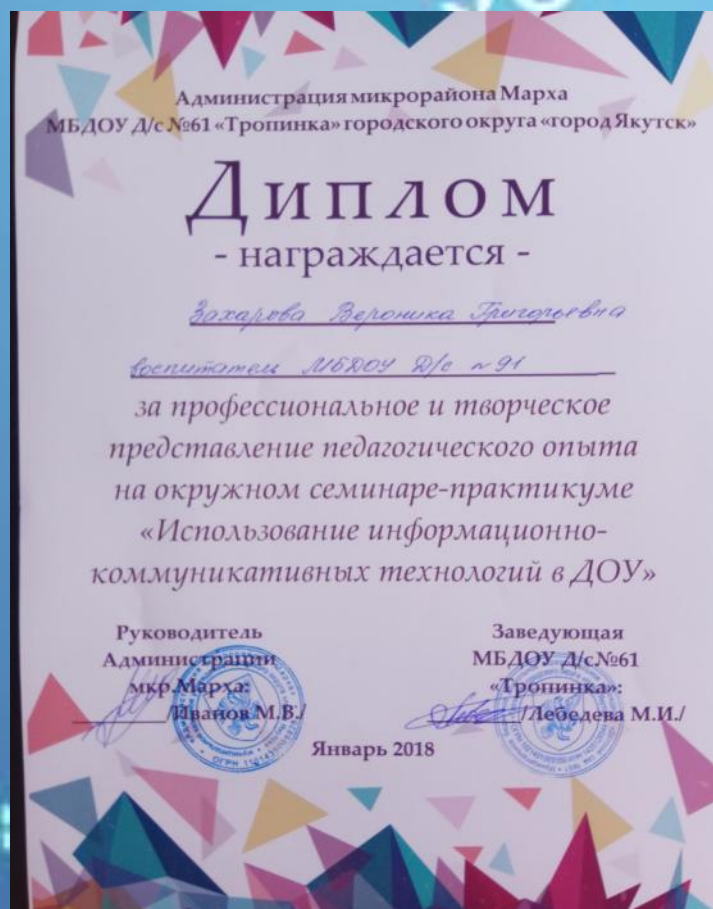 Администрация микрорайона Марха
МБДОУ Д/с №61 «Тропинка» городского округа «город Якутск»
Диплом
- награждается -
Захарова Вероника Григорьевна
воспитатель МБДОУ Д/с № 91
за профессиональное и творческое
представление педагогического опыта
на окружном семинаре-практикуме
«Использование информационно-
коммуникативных технологий в ДОУ»
Руководитель
Администрации
мкр.Марха:
/Иванов М.В./
Заведующая
МБДОУ Д/с№61
«Тропинка»:
/Лебедева М.И./
Январь 2018